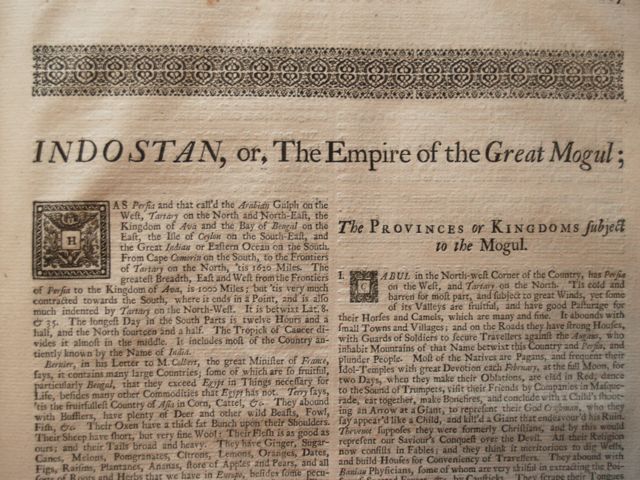 INDOSTAN, or, The Empire of the Great Mogul;
HAS Persia and that call'd the Arabian Gulph on the
West, Tartary on the North and North-East, the
Kingdom of Ava and the Bay of Bengal on the
East, the Isle of Ceylon on the South-East, and
the Great Indian or Eastern Ocean on the South.
From Cape Comorin on the South, to the Frontiers
of Tartary on the North, 'tis 1620 Miles. The
greatest Breadth, East and West from the Frontiers
of Persia to the Kingdom of Ava, is 1005 Miles; but 'tis very much
contracted towards the South, where it ends in a Point, and is also
much indented by Tartary on the North-West. It is betwixt Lat. 8.
& 35. The longest Day in the South Parts is twelve Hours and a
half, and the North fourteen and a half. The Tropick of Cancer di-
vides it almost in the middle. It includes most of the Country an-
tiently known by the Name of India.
Bernier, in his Letter to M. Colbert, the great Minister of France,
says, it contains many large Countries; some of which are so fruitful,
particularly Bengal, that they exceed Egypt in Things necessary for
Life, besides many other Commodities that Egypt has not. Terry says,
'tis the fruitfullest Country of Asia in Corn, Cattel, &c. They abound
with Bufflers, have plenty of Deer and other wild Beasts, Fowl,
Fish, &c. Their Oxen have a thick fat Bunch upon their Shoulders.
Their Sheep have short, but very fine Wool: Their Flesh is as good as
ours; and their Tails broad and heavy. They have Ginger, Sugar-
Canes, Melons, Pomgranates, Citrons, Lemons, Oranges, Dates,
Figs, Raisins, Plantanes, Ananas, store of Apples and Pears, and all
sorts of Roots and Herbs that we have in Europe, besides some
The PROVINCES or KINGDOMS subject
to the Mogul.
I. CABUL in the North-west Corner of the Country, has Persia
on the West, and Tartary on the North. 'Tis cold and
barren for most part, and subject to great Winds, yet some
of its Valleys are fruitful, and have good Pasturage for
their Horses and Camels, which are many and fine. It abounds with
small Towns and Villages; and on the Roads they have strong Houses,
with Guards of Soldiers to secure Travellers against the Augans, who
inhabit Mountains of that Name betwixt this Country and Persia, and
plunder People. Most of the Natives are Pagans, and frequent their
Idol-Temples with great Devotion each February, at the full Moon, for
two Days, when they make their Oblations, are clad in Red, dance
to the Sound of Trumpets, visit their Friends by Companies in Masque-
rade, eat together, make Bonefires, and conclude with a Child's shoot-
ing an Arrow at a Giant, to represent their God who they
say appear'd like a Child, and kill'd a Giant that endeavour'd his Ruin.
Thevenot supposes they were formerly Christians, and by this would
represent our Saviour's Conquest over the Devil. All their Religion
now consists in Fables; and they think it meritorious to dig Wells,
and build Houses for Conveniency of Travellers. They abound with
Banian Physicians, some of whom are very skilful in extracting the